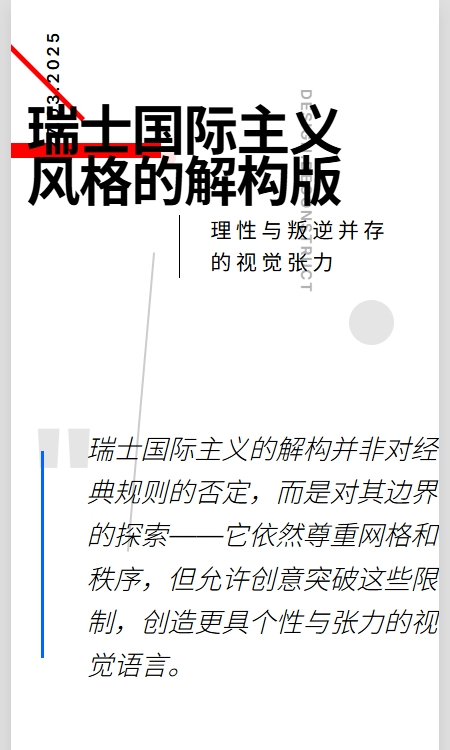 瑞士国际主义
风格的解构版
理性与叛逆并存
的视觉张力
"
瑞士国际主义的解构并非对经
典规则的否定，而是对其边界
的探索——它依然尊重网格和
秩序，但允许创意突破这些限
制，创造更具个性与张力的视
觉语言。